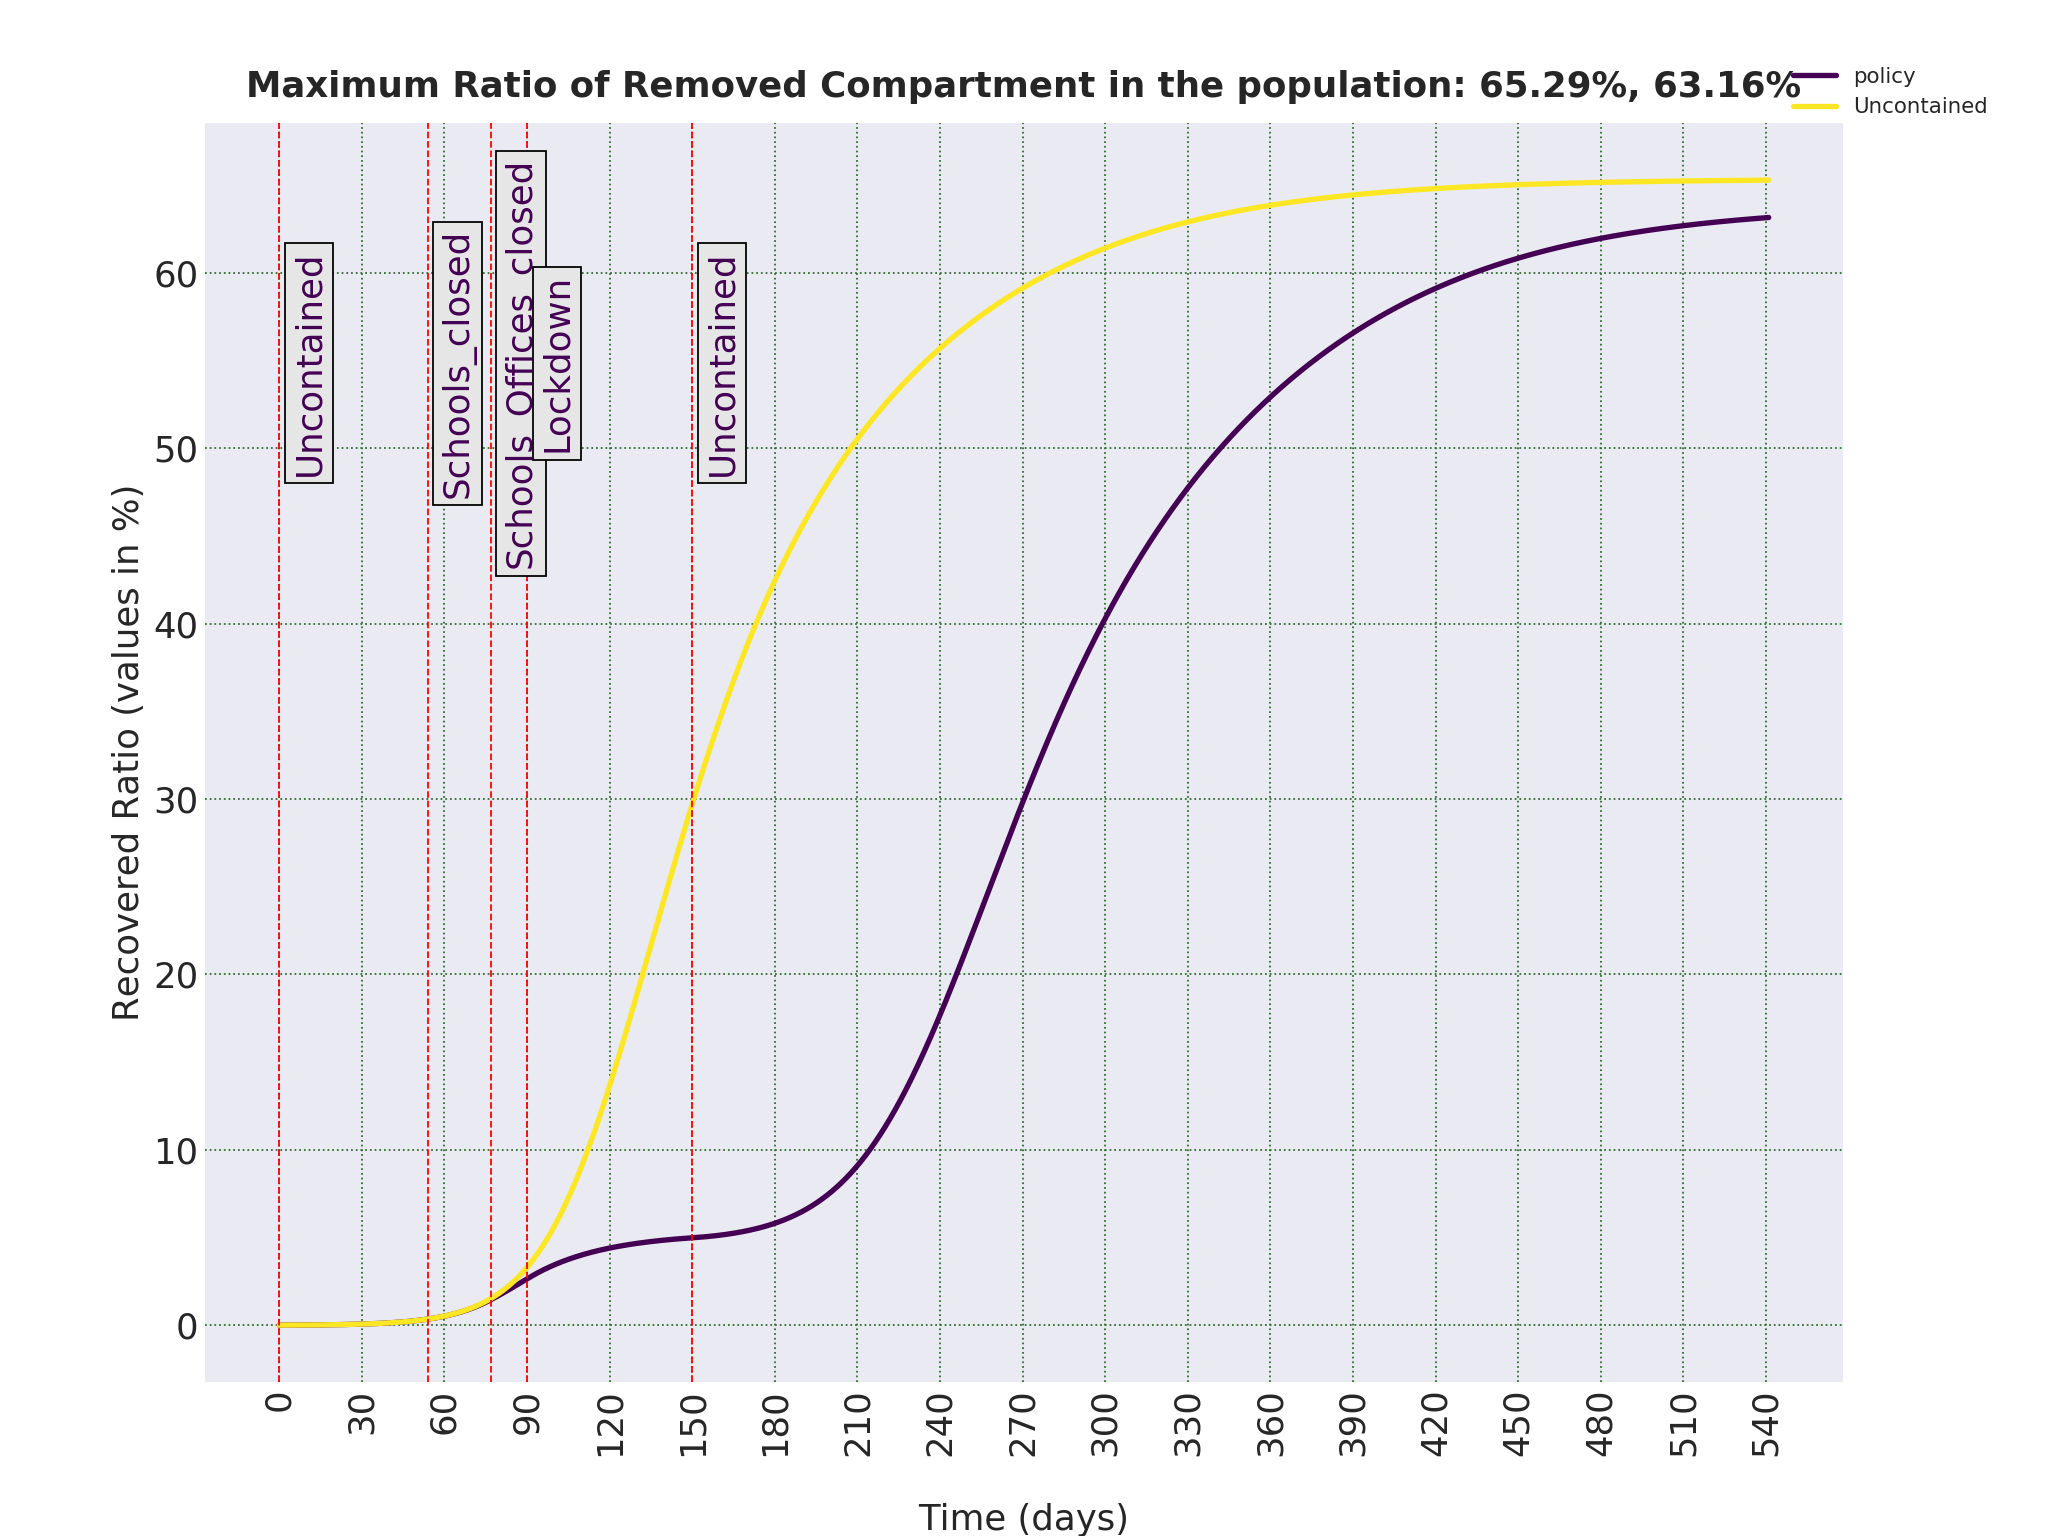 Maximum Ratio of Removed Compartment in the population: 65.29%, 63.16%
policy
Uncontained
Uncontained
Schools_closed
Schools_Offices_closed
Lockdown
Uncontained
Recovered Ratio (values in %)
60
50
40
30
20
10
0
0
30
60
90
120
150
180
210
240
270
300
330
360
390
420
450
480
510
540
Time (days)